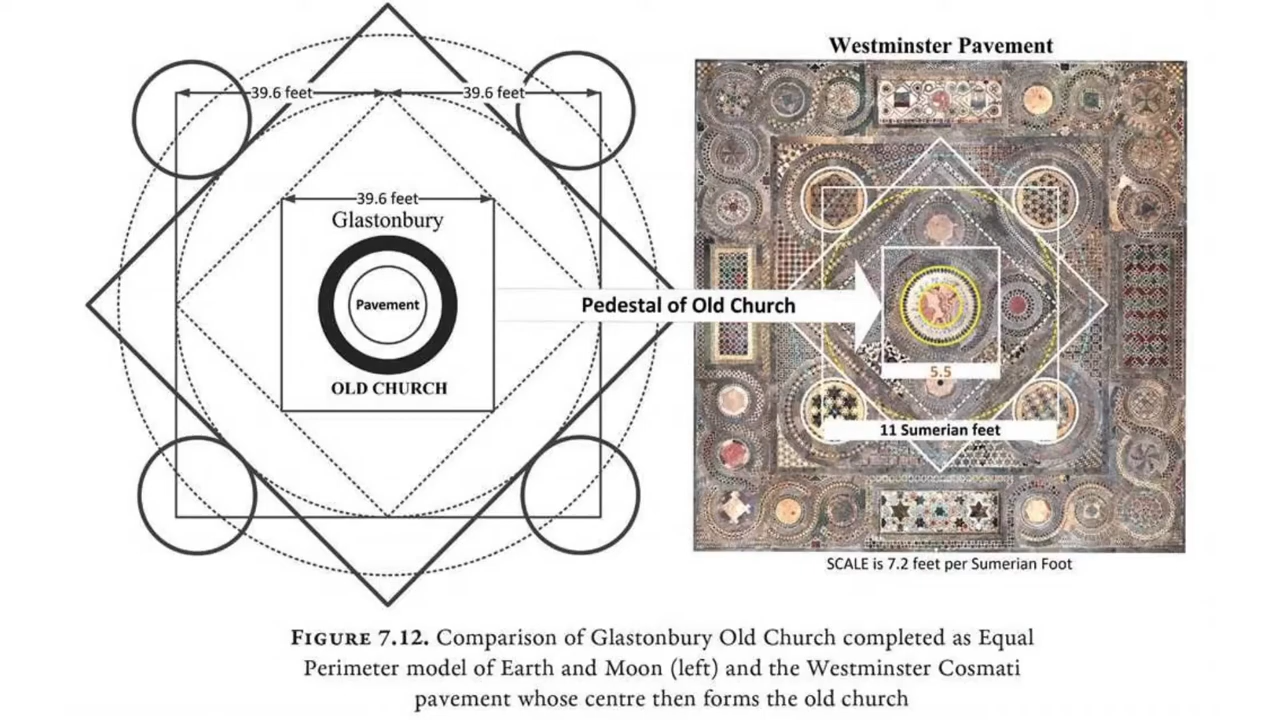 Westminster Pavement
39.6 feet
39.6 feet
39.6 feet
Glastonbury
Pavement
OLD CHURCH
Pedestal of Old Church
5.5
11 Sumerian feet
SCALE is 7.2 feet per Sumerian Foot
FIGURE 7.12. Comparison of Glastonbury Old Church completed as Equal
Perimeter model of Earth and Moon (left) and the Westminster Cosmati
pavement whose centre then forms the old church